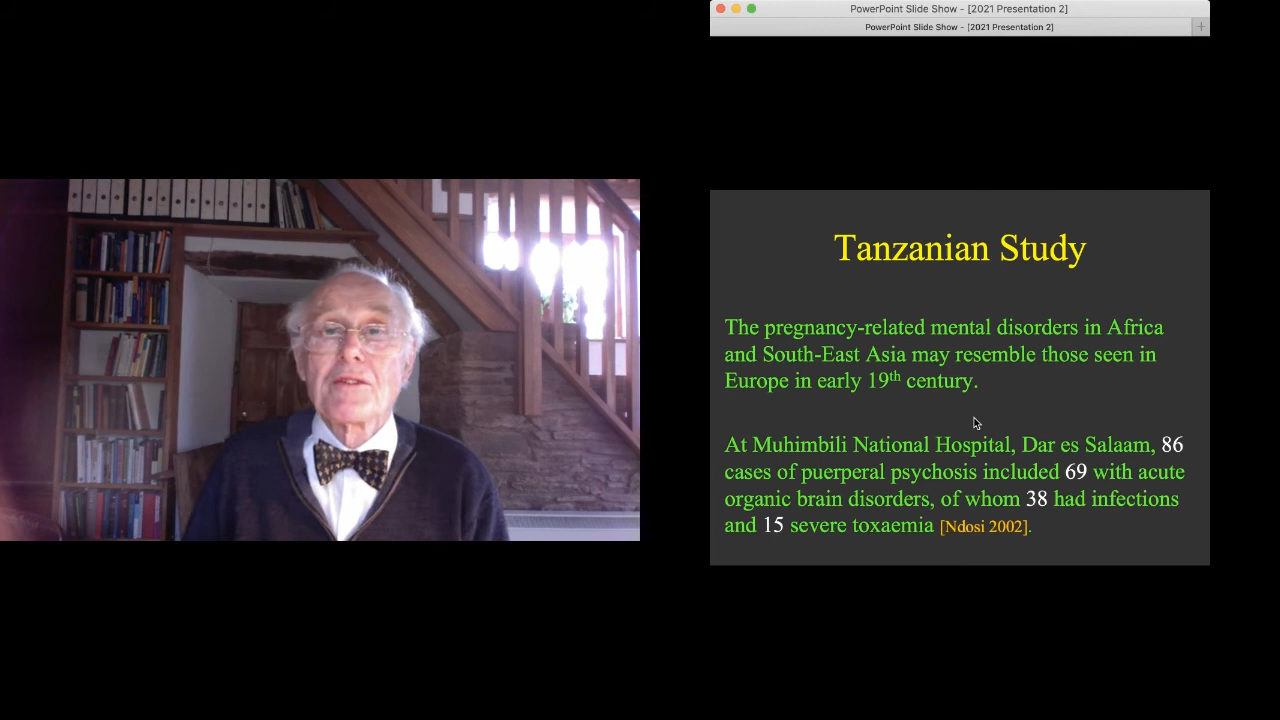 PowerPoint Slide Show - [2021 Presentation 2]
PowerPoint Slide Show - [2021 Presentation 2]
Tanzanian Study
The pregnancy-related mental disorders in Africa
and South-East Asia may resemble those seen in
Europe in early 19th century.
At Muhimbili National Hospital, Dar es Salaam, 86
cases of puerperal psychosis included 69 with acute
organic brain disorders, of whom 38 had infections
and 15 severe toxaemia [Ndosi 2002].